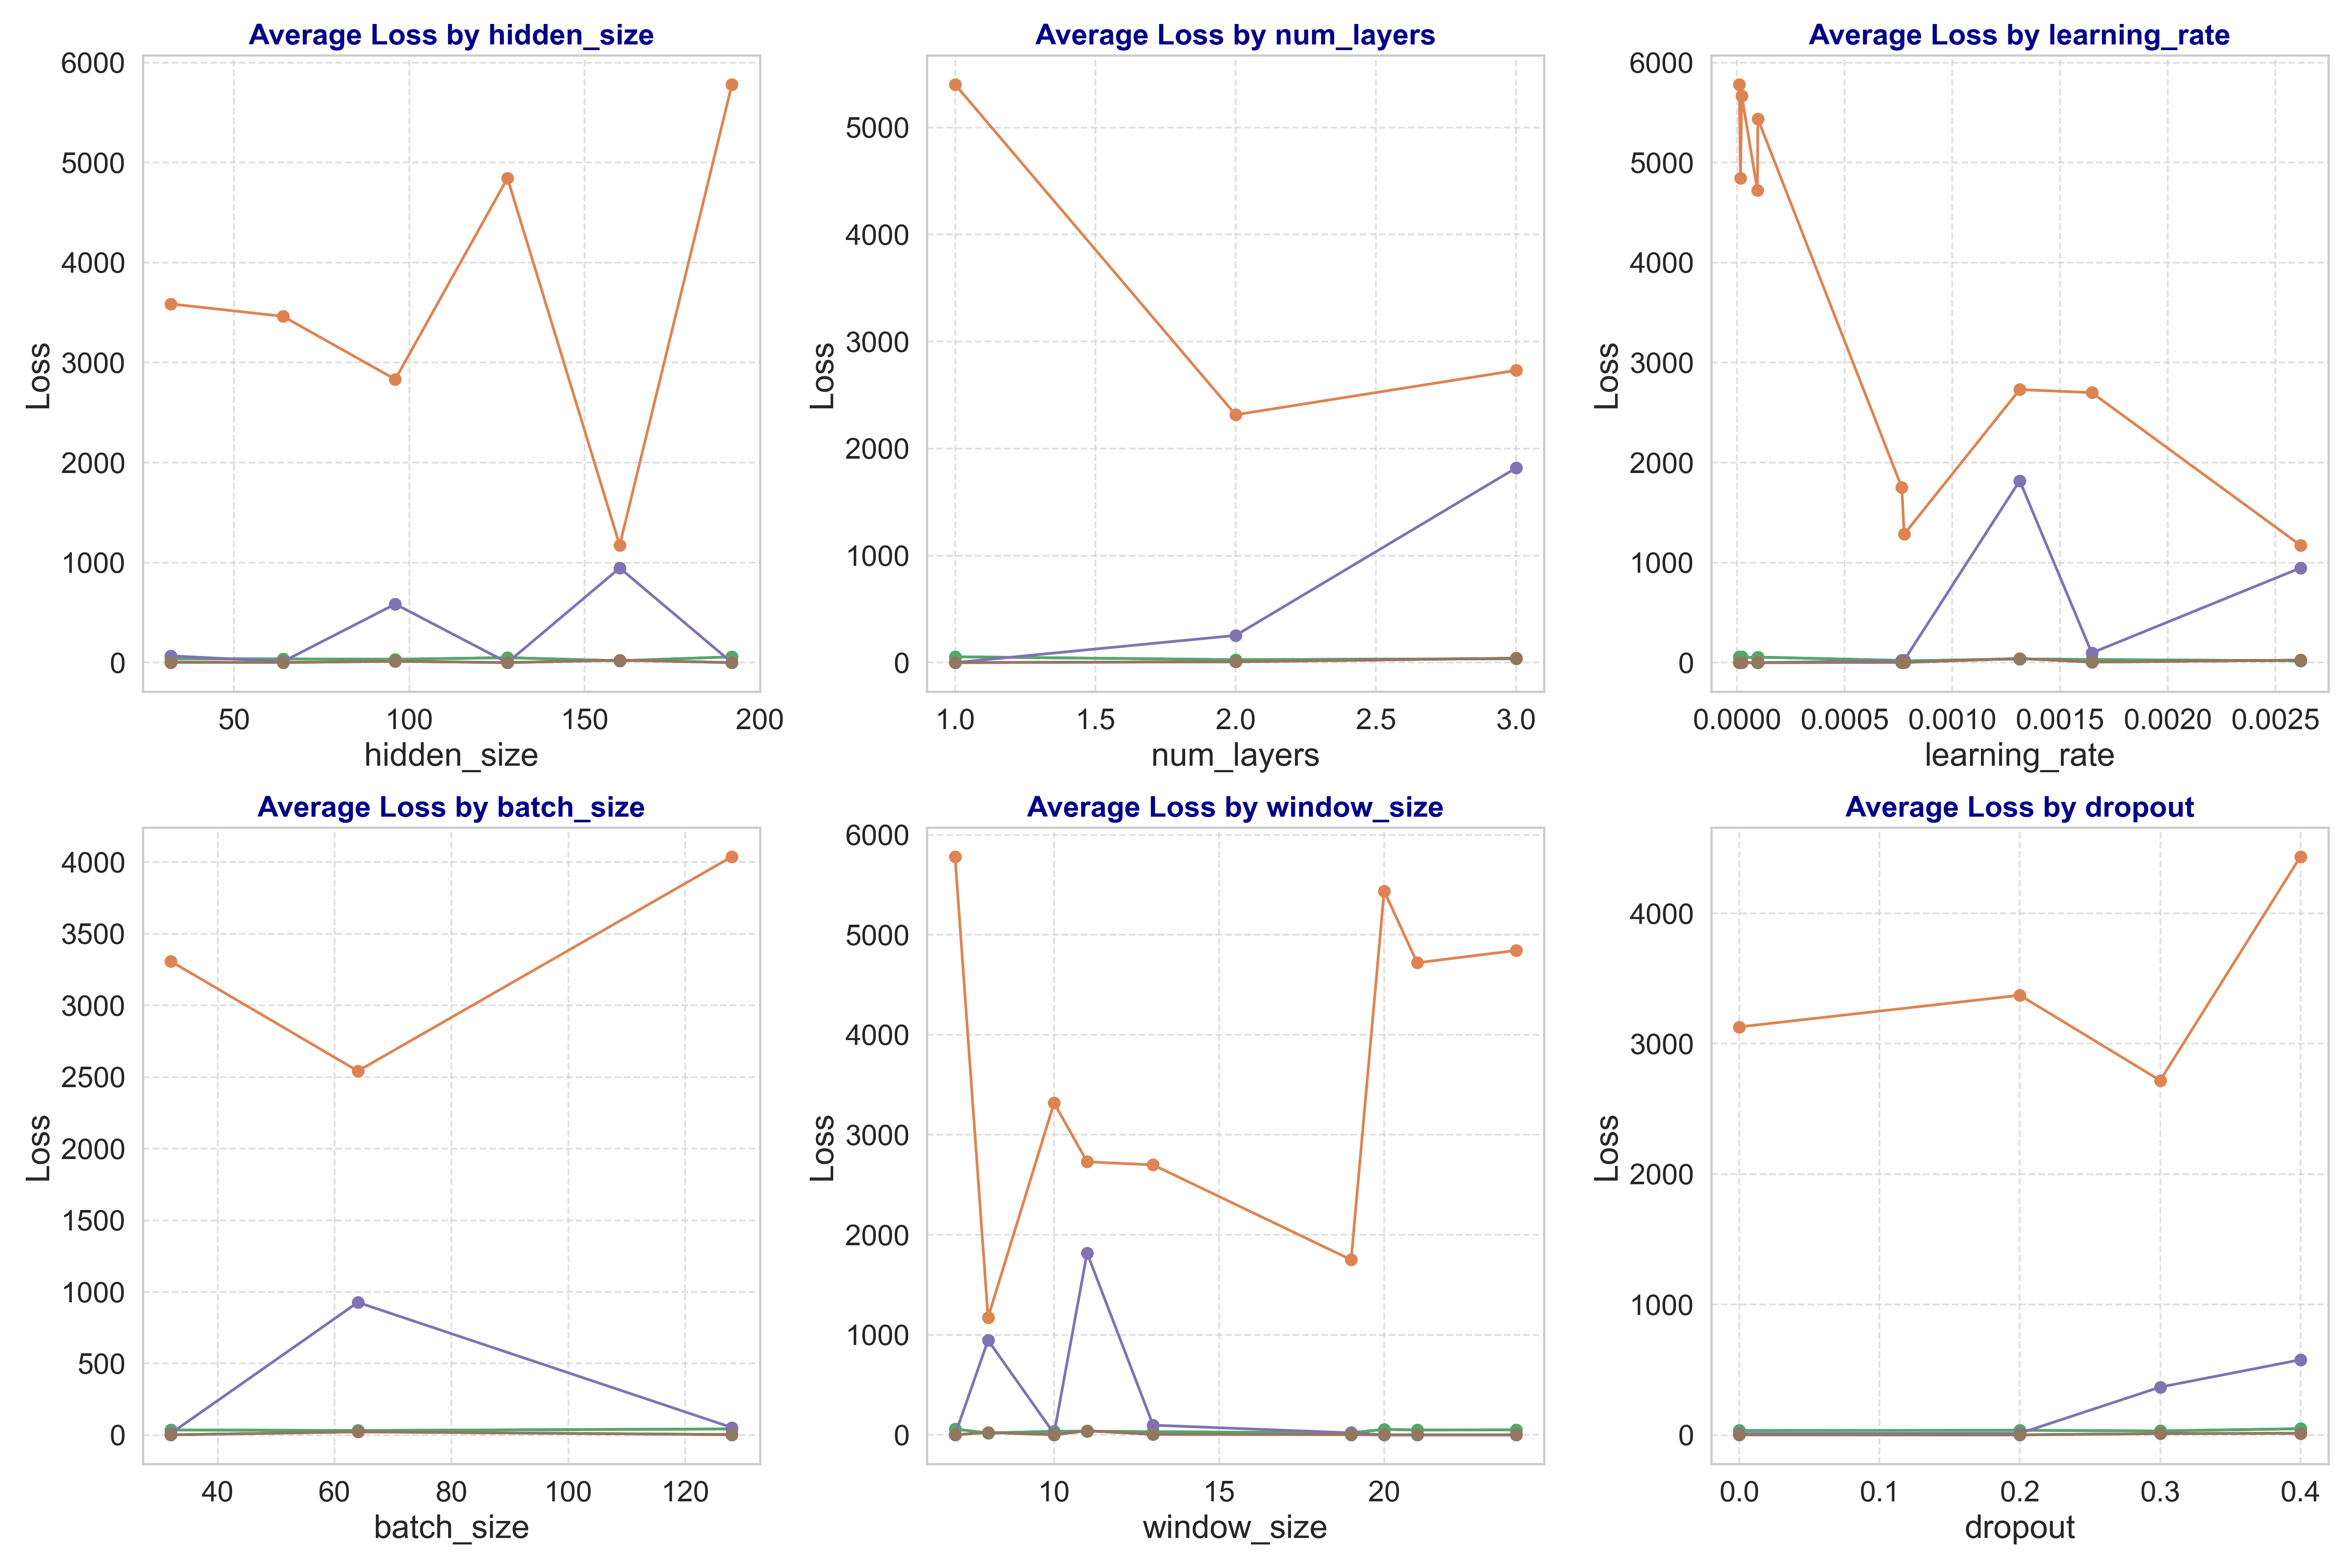 Average Loss by hidden_size
6000
5000
4000
3000
2000
1000
0
Loss
50 100 150 200
hidden_size
Average Loss by num_layers
5000
4000
3000
2000
1000
0
Loss
1.0 1.5 2.0 2.5 3.0
num_layers
Average Loss by learning_rate
6000
5000
4000
3000
2000
1000
0
Loss
0.0000 0.0005 0.0010 0.0015 0.0020 0.0025
learning_rate
Average Loss by batch_size
4000
3500
3000
2500
2000
1500
1000
500
0
Loss
40 60 80 100 120
batch_size
Average Loss by window_size
6000
5000
4000
3000
2000
1000
0
Loss
10 15 20
window_size
Average Loss by dropout
4000
3000
2000
1000
0
Loss
0.0 0.1 0.2 0.3 0.4
dropout